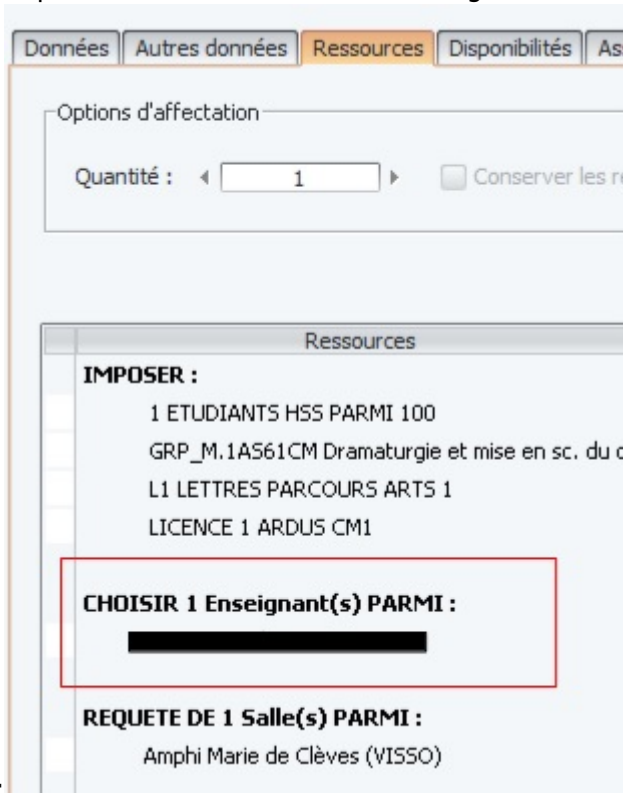 Données Autres données Ressources Disponibilités
Options d'affectation
Quantité : 1 Conserver les
Ressources
IMPOSER :
1 ETUDIANTS HSS PARMI 100
GRP_M.1AS61CM Dramaturgie et mise en sc. du
L1 LETTRES PARCOURS ARTS 1
LICENCE 1 ARDUS CM1
CHOISIR 1 Enseignant(s) PARMI :
REQUETE DE 1 Salle(s) PARMI :
Amphi Marie de Clèves (VISSO)